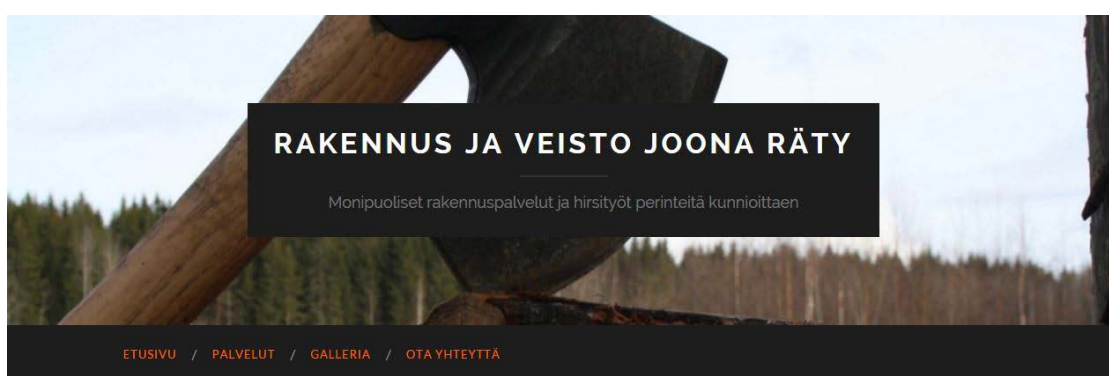 RAKENNUS JA VEISTO JOONA RÄTY
Monipuoliset rakennuspalvelut ja hirsityöt perinteitä kunnioittaen
ETUSIVU / PALVELUT / GALLERIA / OTA YHTEYTTÄ